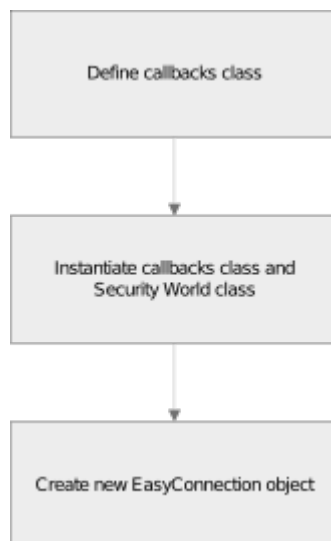 Define callbacks class
Instantiate callbacks class and
Security World class
Create new EasyConnection object